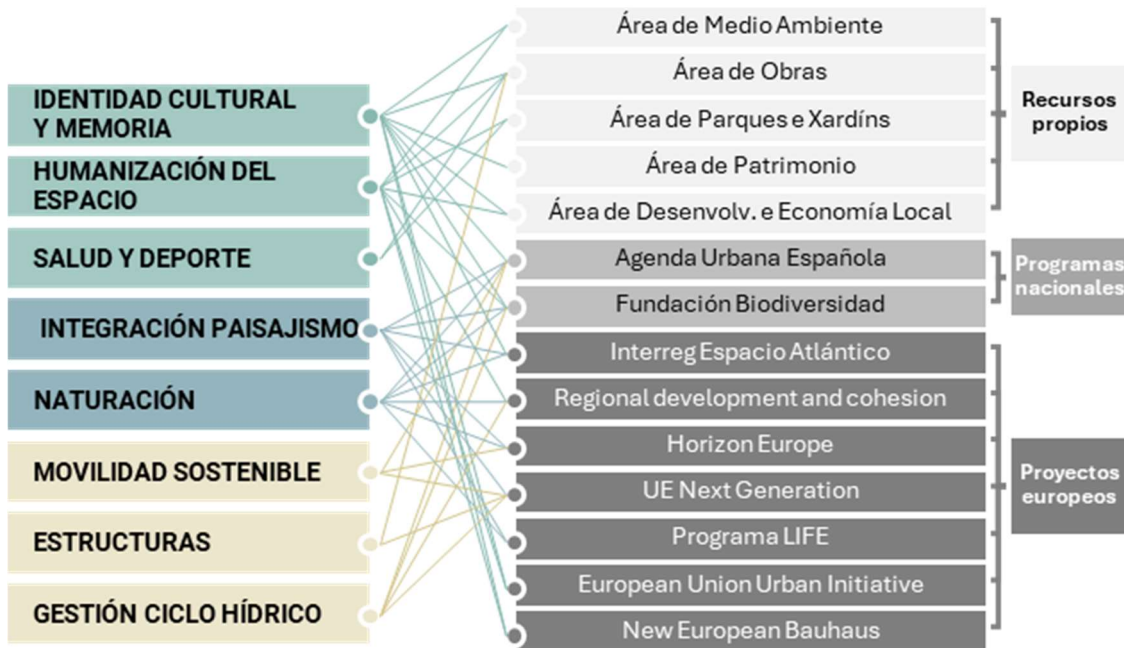 IDENTIDAD CULTURAL
Y MEMORIA
HUMANIZACIÓN DEL
ESPACIO
SALUD Y DEPORTE
INTEGRACIÓN PAISAJISMO
NATURACIÓN
MOVILIDAD SOSTENIBLE
ESTRUCTURAS
GESTIÓN CICLO HÍDRICO
Área de Medio Ambiente
Área de Obras
Área de Parques e Xardíns
Área de Patrimonio
Área de Desenvolv. e Economía Local
Agenda Urbana Española
Fundación Biodiversidad
Interreg Espacio Atlántico
Regional development and cohesion
Horizon Europe
UE Next Generation
Programa LIFE
European Union Urban Initiative
New European Bauhaus
Recursos
propios
Programas
nacionales
Proyectos
europeos